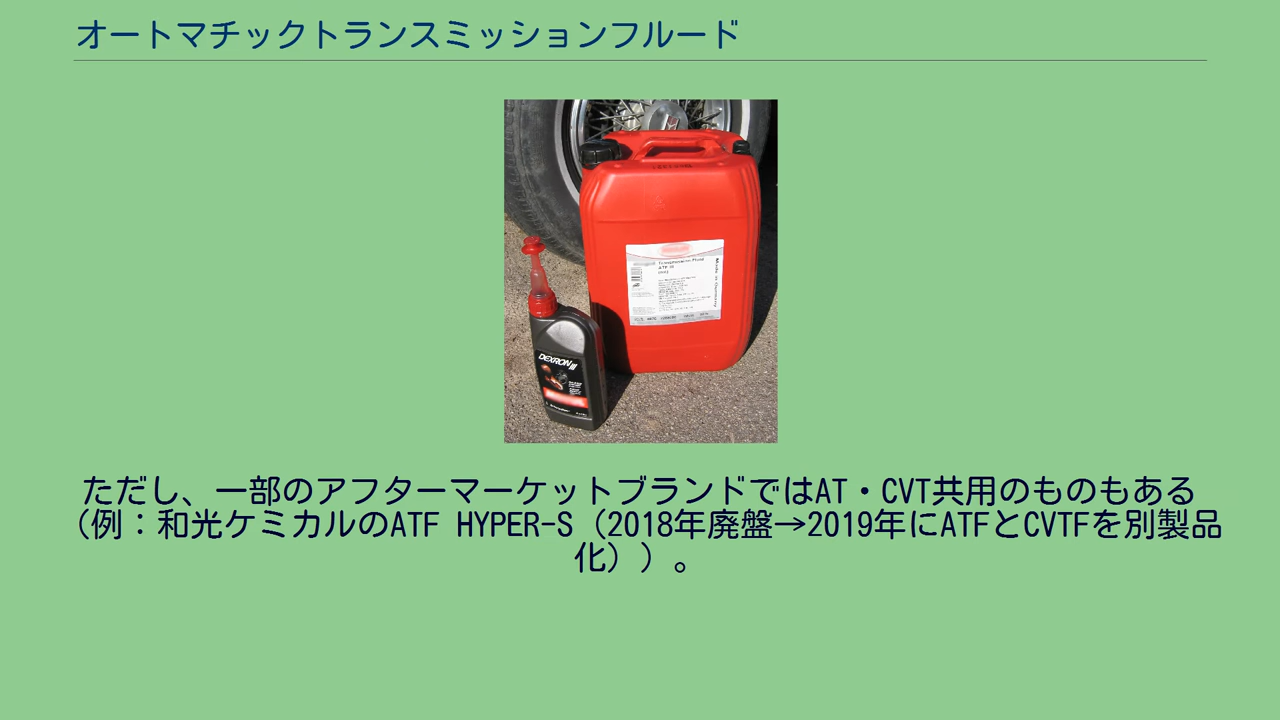 オートマチックトランスミッションフルード
DEXRON III
ただし、一部のアフターマーケットブランドではAT・CVT共用のものもある
（例：和光ケミカルのATF HYPER-S（2018年廃盤→2019年にATFとCVTFを別製品
化））。